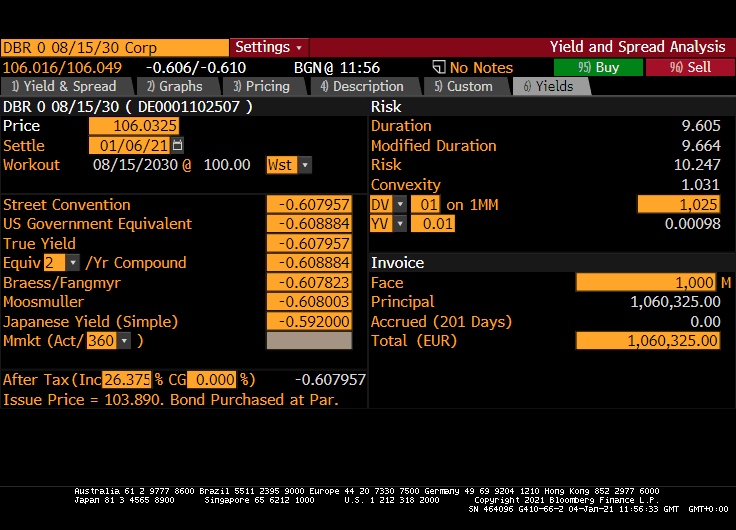 DBR 0 08/15/30 Corp Settings Yield and Spread Analysis
106.016/106.049 -0.606/-0.610 BGN @ 11:56 No Notes 95) Buy 96) Sell
1) Yield & Spread 2) Graphs 3) Pricing 4) Description 5) Custom 6) Yields
DBR 0 08/15/30 ( DE0001102507 ) Risk
Price 106.0325 Duration 9.605
Settle 01/06/21 Modified Duration 9.664
Workout 08/15/2030 @ 100.00 Wst Risk 10.247
Convexity 1.031
Street Convention -0.607957 DV 01 on 1MM 1,025
US Government Equivalent -0.608884 YV 0.01 0.00098
True Yield -0.607957
Equiv 2 /Yr Compound -0.608884 Invoice
Braess/Fangmyr -0.607823 Face 1,000 M
Moosmuller -0.608003 Principal 1,060,325.00
Japanese Yield (Simple) -0.592000 Accrued (201 Days) 0.00
Mmkt (Act/ 360 ) Total (EUR) 1,060,325.00
After Tax(Inc 26.375 % CG 0.000 %) -0.607957
Issue Price = 103.890. Bond Purchased at Par.
Australia 61 2 9777 8600 Brazil 5511 2395 9000 Europe 44 20 7330 7500 Germany 49 69 9204 1210 Hong Kong 852 2977 6000
Japan 81 3 4565 8900 Singapore 65 6212 1000 U.S. 1 212 318 2000 Copyright 2021 Bloomberg Finance L.P.
SN 464096 G410-66-2 04-Jan-21 11:56:33 GMT GMT+0:00